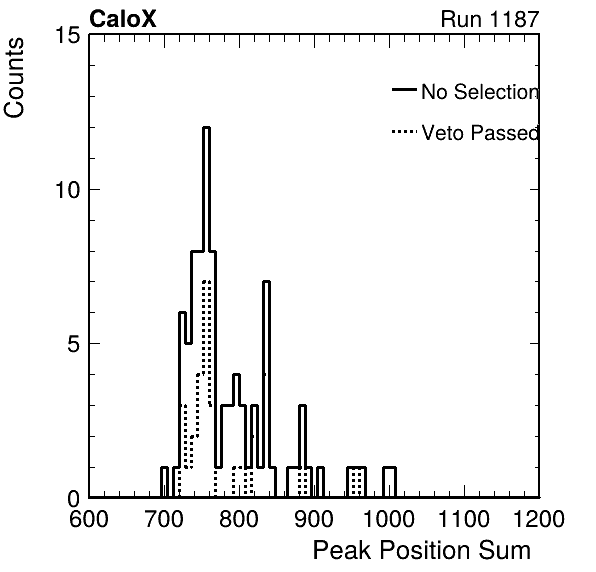 CaloX Run 1187
Counts
15
No Selection
Veto Passed
10
5
0
600 700 800 900 1000 1100 1200
Peak Position Sum